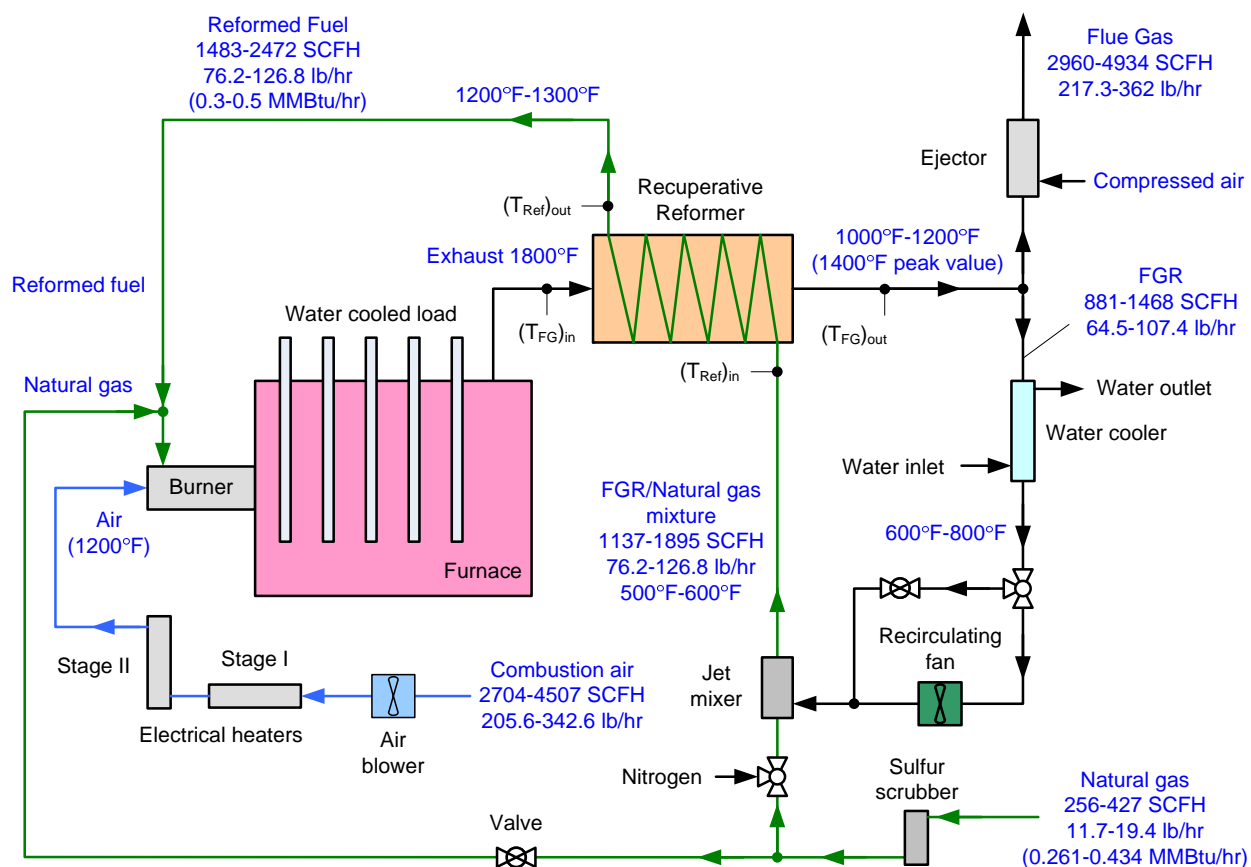 Reformed Fuel
1483-2472 SCFH
76.2-126.8 lb/hr
(0.3-0.5 MMBtu/hr)
1200°F-1300°F
Flue Gas
2960-4934 SCFH
217.3-362 lb/hr
Ejector
Compressed air
(T_Ref)out
Recuperative
Reformer
Exhaust 1800°F
1000°F-1200°F
(1400°F peak value)
FGR
881-1468 SCFH
64.5-107.4 lb/hr
Reformed fuel
Water cooled load
(T_FG)in
(T_FG)out
(T_Ref)in
Natural gas
Water outlet
Water cooler
Water inlet
Burner
Air
(1200°F)
Furnace
FGR/Natural gas
mixture
1137-1895 SCFH
76.2-126.8 lb/hr
500°F-600°F
600°F-800°F
Recirculating
fan
Stage II
Stage I
Electrical heaters
Combustion air
2704-4507 SCFH
205.6-342.6 lb/hr
Air
blower
Jet
mixer
Nitrogen
Sulfur
scrubber
Natural gas
256-427 SCFH
11.7-19.4 lb/hr
(0.261-0.434 MMBtu/hr)
Valve